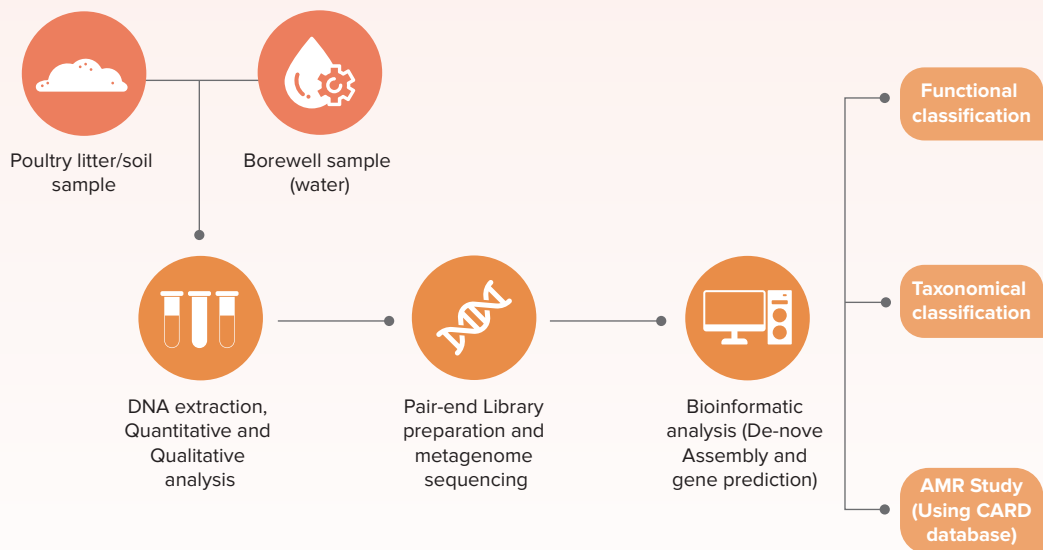 Poultry litter/soil
sample
Borewell sample
(water)
DNA extraction,
Quantitative and
Qualitative
analysis
Pair-end Library
preparation and
metagenome
sequencing
Bioinformatic
analysis (De-nove
Assembly and
gene prediction)
Functional
classification
Taxonomical
classification
AMR Study
(Using CARD
database)